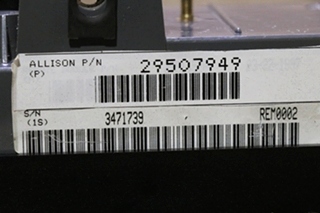 ALLISON P/N 29507949
(P)
S/N 3471739 REM0002
(1S)